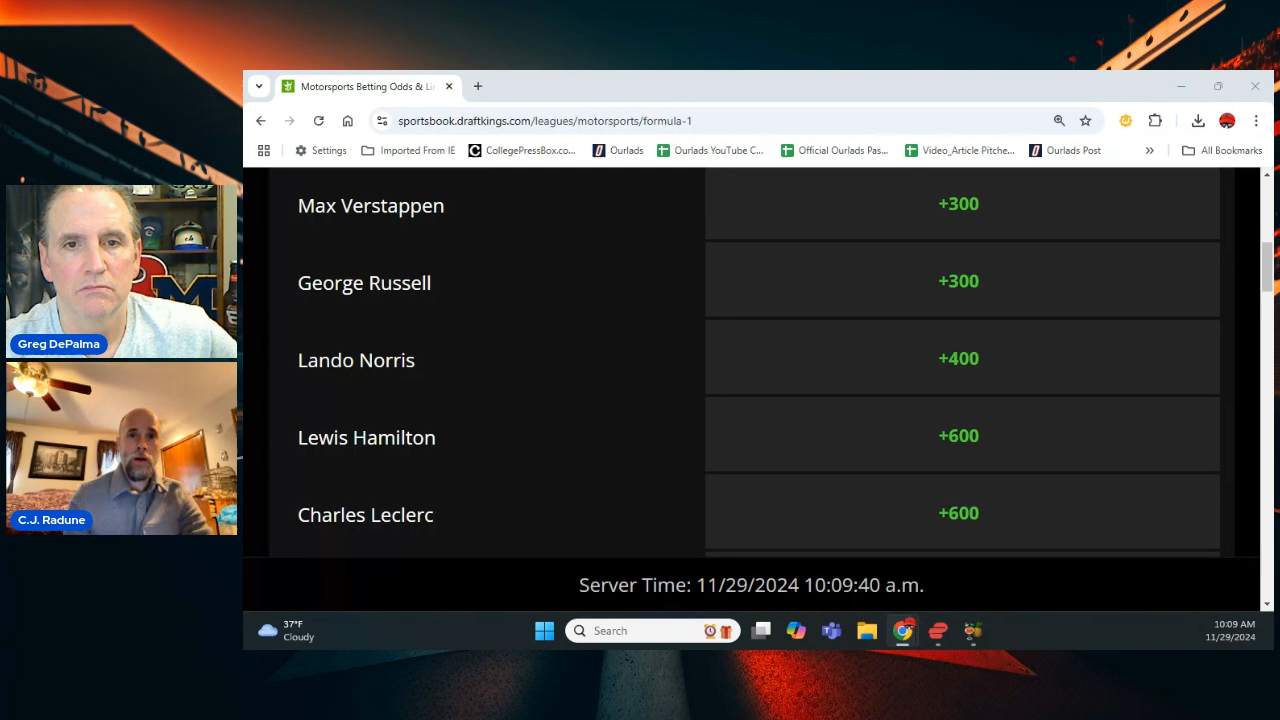 Motorsports Betting Odds & Li
sportsbook.draftkings.com/leagues/motorsports/formula-1
Settings
Imported From IE
CollegePressBox.co...
Ourlads
Ourlads YouTube C...
Official Ourlads Pas...
Video_Article Pitche...
Ourlads Post
All Bookmarks
Max Verstappen +300
George Russell +300
Lando Norris +400
Lewis Hamilton +600
Charles Leclerc +600
Server Time: 11/29/2024 10:09:40 a.m.
Greg DePalma
C.J. Radune
37°F
Cloudy
Search
10:09 AM
11/29/2024